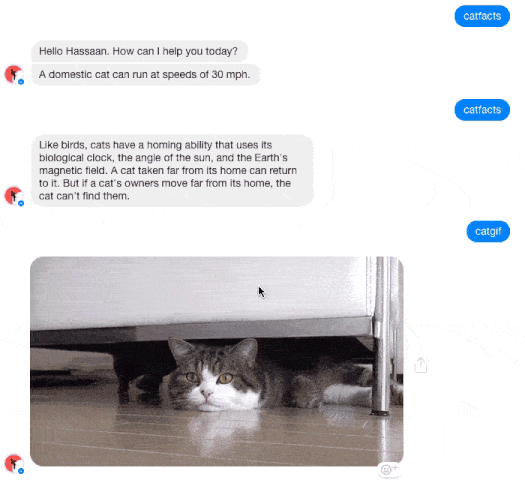 catfacts
Hello Hassaan. How can I help you today?
A domestic cat can run at speeds of 30 mph.
catfacts
Like birds, cats have a homing ability that uses its
biological clock, the angle of the sun, and the Earth's
magnetic field. A cat taken far from its home can return
to it. But if a cat's owners move far from its home, the
cat can't find them.
catgif